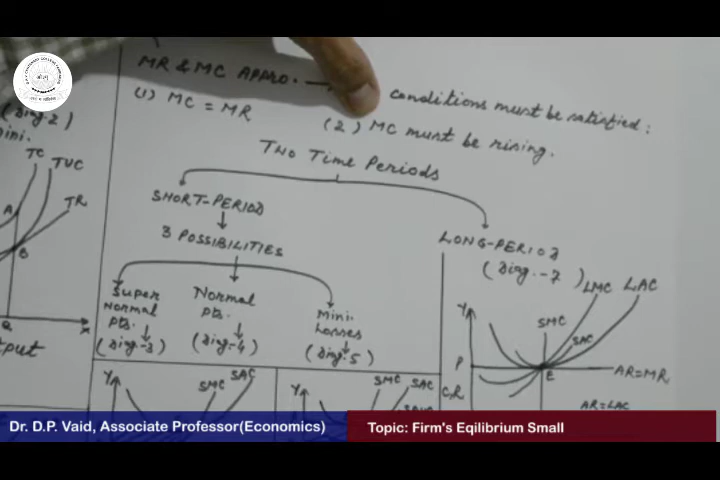 MR & MC APPRO. → conditions must be satisfied:
(1) MC = MR
(2) MC must be rising.
TWO Time Periods
SHORT-PERIOD
3 POSSIBILITIES
LONG-PERIOD
(Diag.-7)
Super Normal pts.
(Diag.-3)
Normal pts.
(Diag.-4)
Mini. Losses
(Diag.-5)
(Diag.2)
TC
TUC
TR
A
B
Q
X
Y
SMC
SAC
Y
SMC
SAC
Y
LMC
LAC
SMC
SAC
P
E
AR=MR
C,R
AR=LAC
Dr. D.P. Vaid, Associate Professor(Economics)
Topic: Firm's Eqilibrium Small